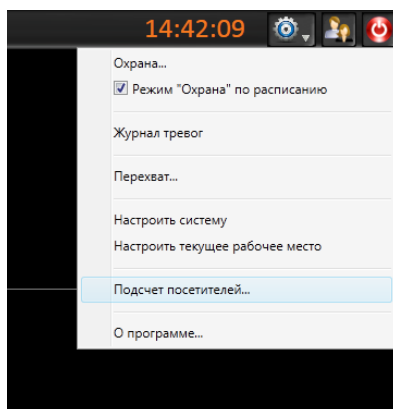 14:42:09
Охрана...
Режим "Охрана" по расписанию
Журнал тревог
Перехват...
Настроить систему
Настроить текущее рабочее место
Подсчет посетителей...
О программе...